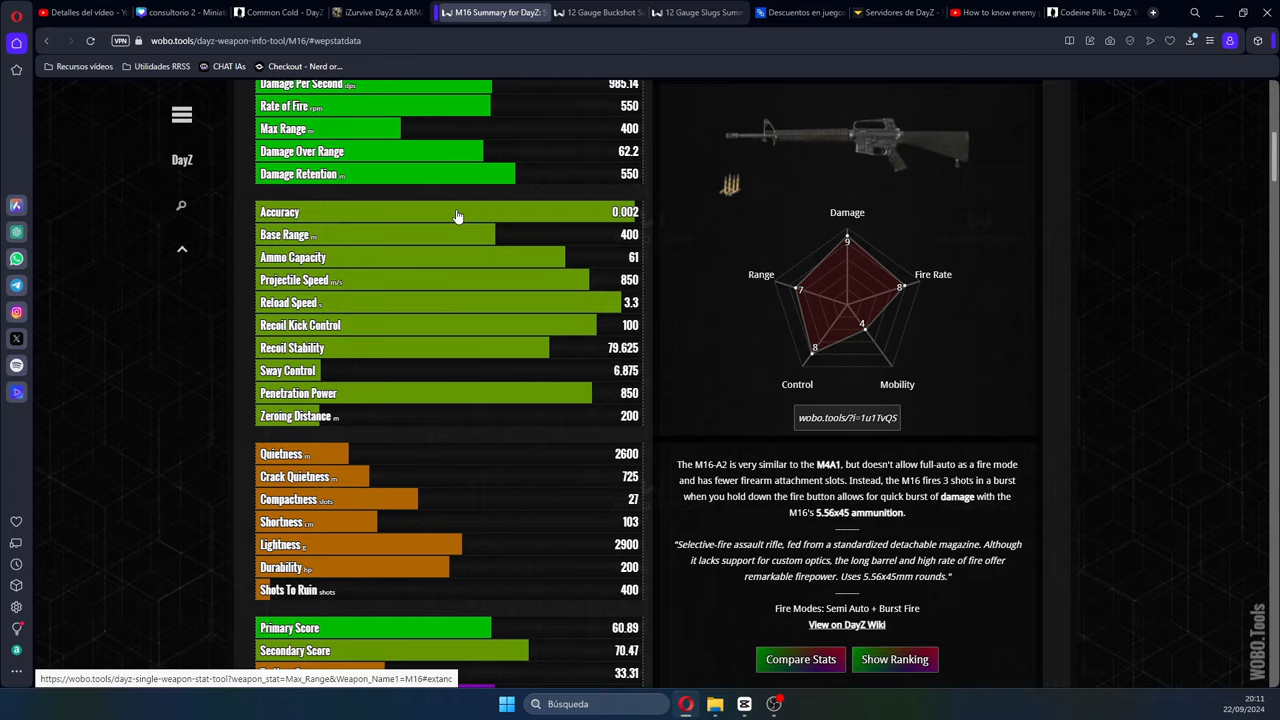 Detalles del vídeo - Yo
consultorio 2 - Miniat
Common Cold - DayZ
iZurvive DayZ & ARM
M16 Summary for DayZ: S
12 Gauge Buckshot Su
12 Gauge Slugs Summ
Descuentos en juegos
Servidores de DayZ -
How to know enemy
Codeine Pills - DayZ W
VPN
wobo.tools/dayz-weapon-info-tool/M16/#wepstatdata
Recursos vídeos
Utilidades RRSS
CHAT IAs
Checkout - Nerd or...
DayZ
Damage Per Second dps 985.14
Rate of Fire rpm 550
Max Range m 400
Damage Over Range 62.2
Damage Retention m 550
Accuracy 0.002
Base Range m 400
Ammo Capacity 61
Projectile Speed m/s 850
Reload Speed s 3.3
Recoil Kick Control 100
Recoil Stability 79.625
Sway Control 6.875
Penetration Power 850
Zeroing Distance m 200
Quietness m 2600
Crack Quietness m 725
Compactness slots 27
Shortness cm 103
Lightness g 2900
Durability hp 200
Shots To Ruin shots 400
Primary Score 60.89
Secondary Score 70.47
33.31
Damage
9
Range
7
Fire Rate
8
4
8
Control
Mobility
wobo.tools/?i=1u1TvQS
The M16-A2 is very similar to the M4A1, but doesn't allow full-auto as a fire mode
and has fewer firearm attachment slots. Instead, the M16 fires 3 shots in a burst
when you hold down the fire button allows for quick burst of damage with the
M16's 5.56x45 ammunition.
--------
"Selective-fire assault rifle, fed from a standardized detachable magazine. Although
it lacks support for custom optics, the long barrel and high rate of fire offer
remarkable firepower. Uses 5.56x45mm rounds."
--------
Fire Modes: Semi Auto + Burst Fire
View on DayZ Wiki
Compare Stats
Show Ranking
WOBO.Tools
https://wobo.tools/dayz-single-weapon-stat-tool?weapon_stat=Max_Range&Weapon_Name1=M16#extanc
Búsqueda
20:11
22/09/2024